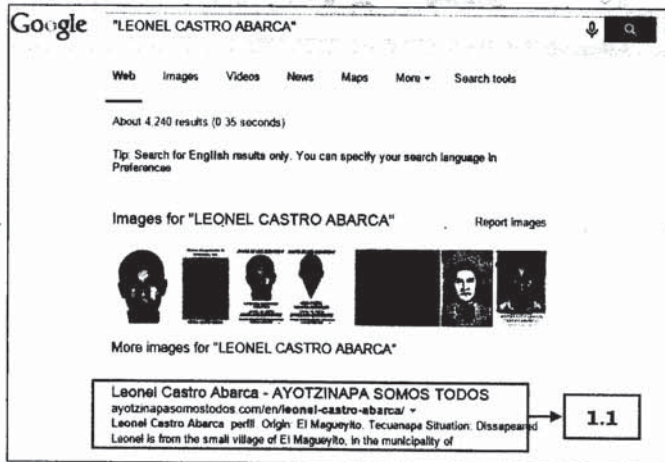 Google "LEONEL CASTRO ABARCA"
Web Images Videos News Maps More Search tools
About 4,240 results (0 35 seconds)
Tip: Search for English results only. You can specify your search language in
Preferences
Images for "LEONEL CASTRO ABARCA" Report images
More images for "LEONEL CASTRO ABARCA"
Leonel Castro Abarca - AYOTZINAPA SOMOS TODOS
ayotzinapasomostodos.com/en/leonel-castro-abarca/
Leonel Castro Abarca perfil Origin: El Magueyito. Tecuanapa Situation: Dissapeared
Leonel is from the small village of El Magueyito, in the municipality of
1.1